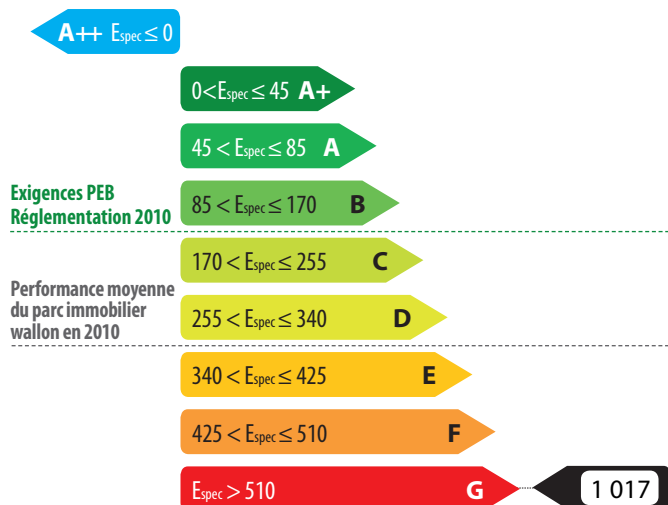 A++ Espec ≤ 0
0<Espec ≤ 45 A+
45 < Espec ≤ 85 A
Exigences PEB
Réglementation 2010
85 < Espec ≤ 170 B
170 < Espec ≤ 255 C
Performance moyenne
du parc immobilier
wallon en 2010
255 < Espec ≤ 340 D
340 < Espec ≤ 425 E
425 < Espec ≤ 510 F
Espec > 510 G
1 017